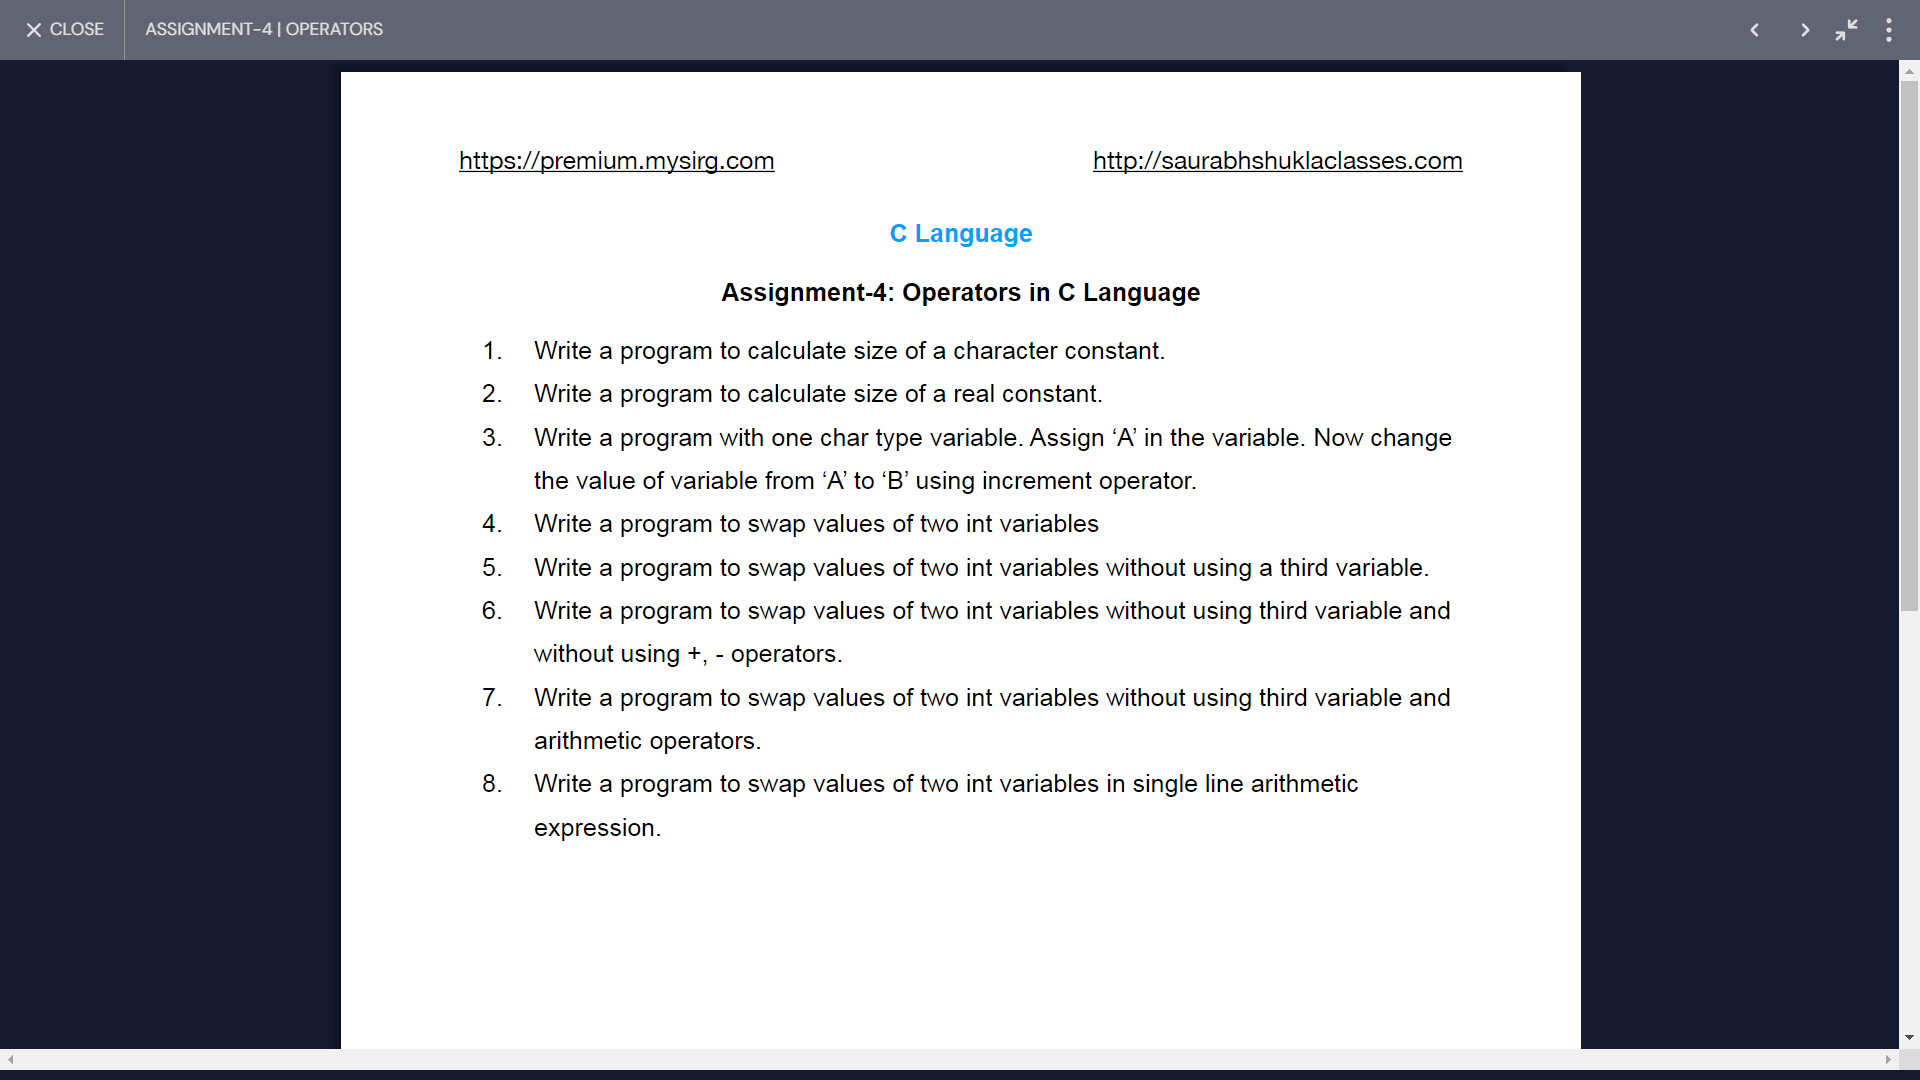 CLOSE
ASSIGNMENT-4 | OPERATORS
https://premium.mysirg.com
http://saurabhshuklaclasses.com
C Language
Assignment-4: Operators in C Language
1. Write a program to calculate size of a character constant.
2. Write a program to calculate size of a real constant.
3. Write a program with one char type variable. Assign ‘A’ in the variable. Now change
the value of variable from ‘A’ to ‘B’ using increment operator.
4. Write a program to swap values of two int variables
5. Write a program to swap values of two int variables without using a third variable.
6. Write a program to swap values of two int variables without using third variable and
without using +, - operators.
7. Write a program to swap values of two int variables without using third variable and
arithmetic operators.
8. Write a program to swap values of two int variables in single line arithmetic
expression.